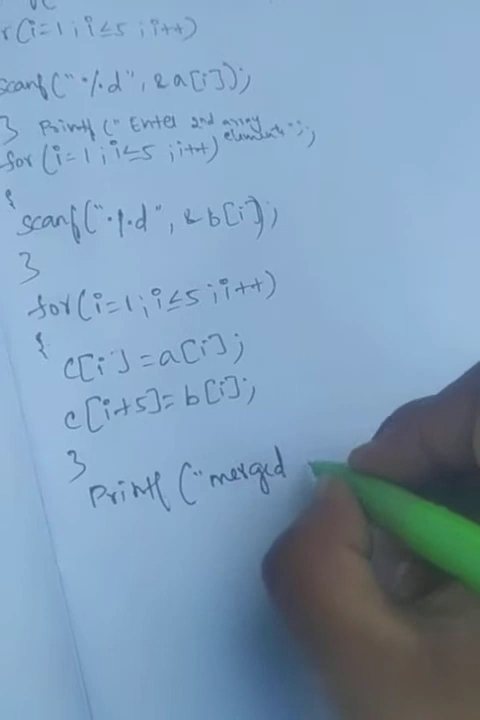 r(i=1;i≤5;i++)
scanf("%d", &a[i]);
} Printf("Enter 2nd array
elements");
for(i=1;i≤5;i++)
{
scanf("%d", &b[i]);
}
for(i=1;i≤5;i++)
{
c[i]=a[i];
c[i+5]=b[i];
}
Printf("merged